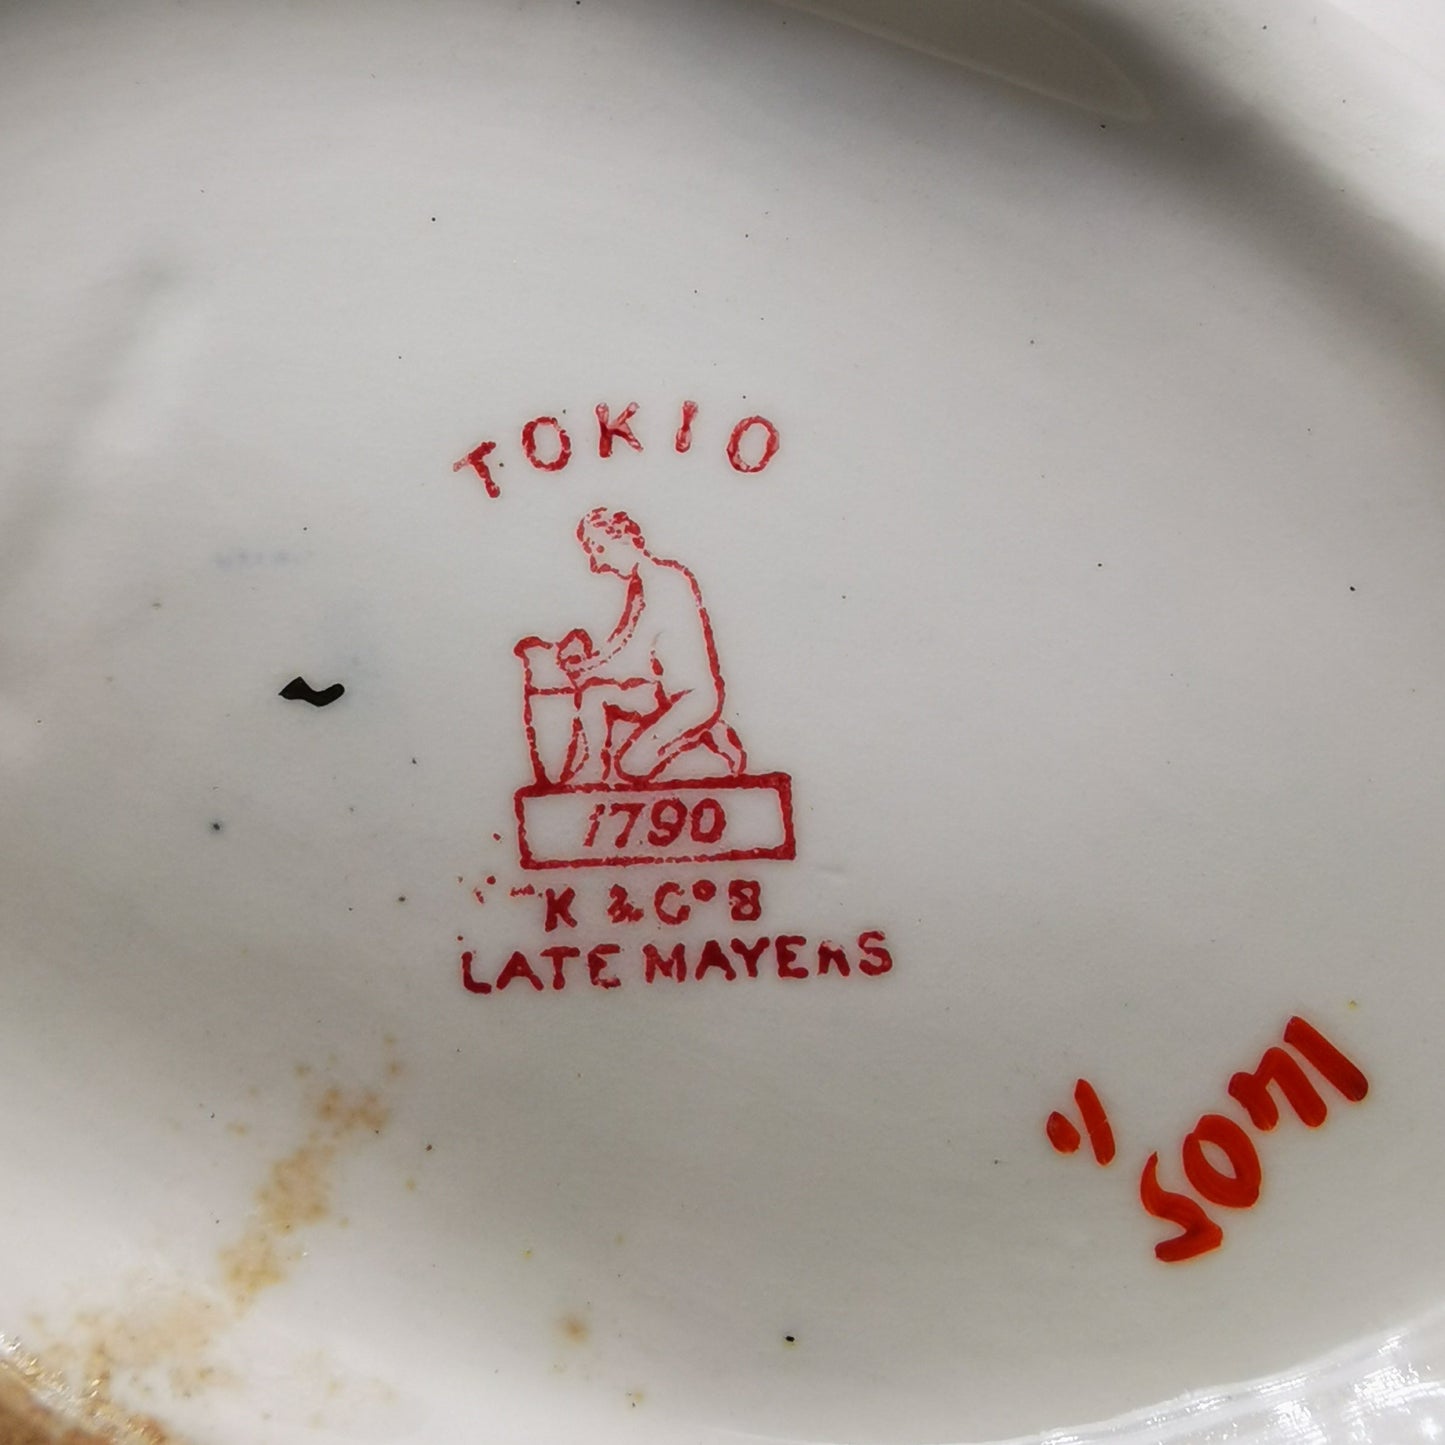 TOKIO
1790
K & Co B
LATE MAYERS